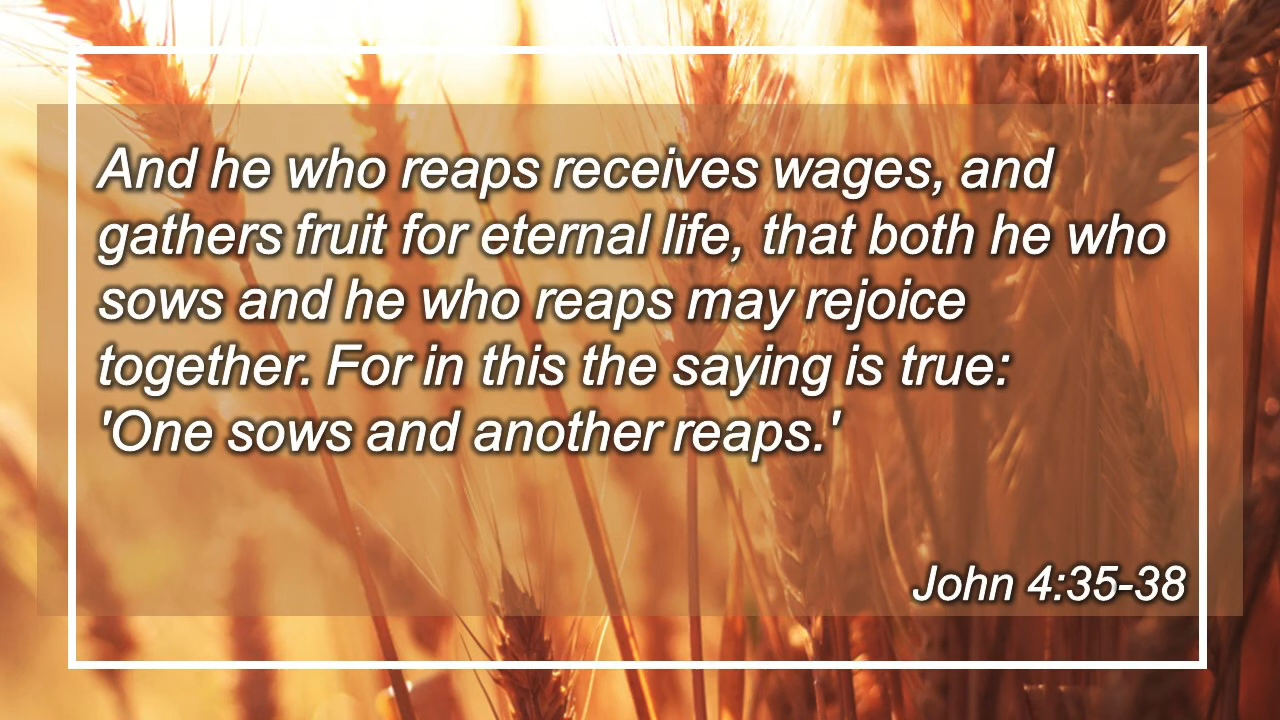 And he who reaps receives wages, and
gathers fruit for eternal life, that both he who
sows and he who reaps may rejoice
together. For in this the saying is true:
'One sows and another reaps.'
John 4:35-38